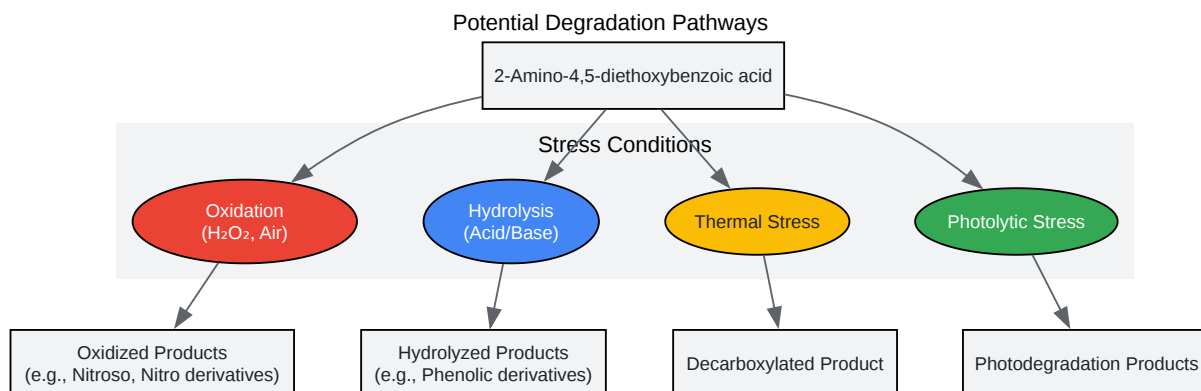 Potential Degradation Pathways
2-Amino-4,5-diethoxybenzoic acid
Stress Conditions
Oxidation
(H₂O₂, Air)
Hydrolysis
(Acid/Base)
Thermal Stress
Photolytic Stress
Oxidized Products
(e.g., Nitroso, Nitro derivatives)
Hydrolyzed Products
(e.g., Phenolic derivatives)
Decarboxylated Product
Photodegradation Products